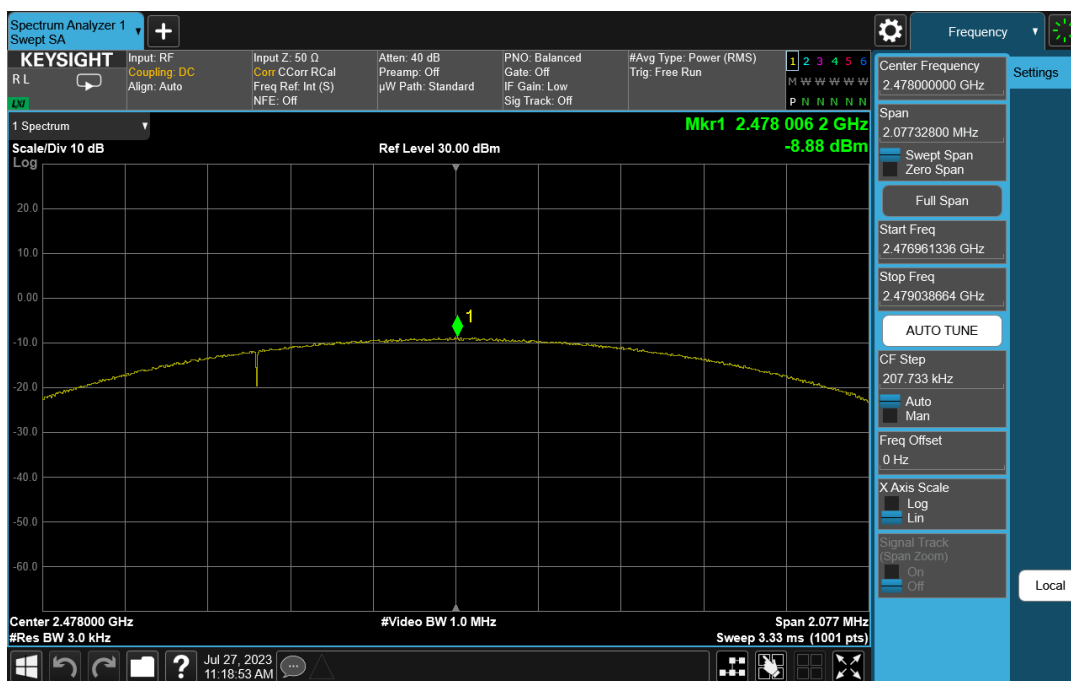 Spectrum Analyzer 1
Swept SA
Frequency
KEYSIGHT
R L
LXI
Input: RF
Coupling: DC
Align: Auto
Input Z: 50 Ω
Corr CCorr RCal
Freq Ref: Int (S)
NFE: Off
Atten: 40 dB
Preamp: Off
µW Path: Standard
PNO: Balanced
Gate: Off
IF Gain: Low
Sig Track: Off
#Avg Type: Power (RMS)
Trig: Free Run
1 2 3 4 5 6
M W W W W W
P N N N N N
1 Spectrum
Scale/Div 10 dB
Ref Level 30.00 dBm
Mkr1 2.478 006 2 GHz
-8.88 dBm
Log
20.0
10.0
0.00
-10.0
-20.0
-30.0
-40.0
-50.0
-60.0
1
Center 2.478000 GHz
#Res BW 3.0 kHz
#Video BW 1.0 MHz
Span 2.077 MHz
Sweep 3.33 ms (1001 pts)
Jul 27, 2023
11:18:53 AM
Center Frequency
2.478000000 GHz
Span
2.07732800 MHz
Swept Span
Zero Span
Full Span
Start Freq
2.476961336 GHz
Stop Freq
2.479038664 GHz
AUTO TUNE
CF Step
207.733 kHz
Auto
Man
Freq Offset
0 Hz
X Axis Scale
Log
Lin
Signal Track
(Span Zoom)
On
Off
Settings
Local